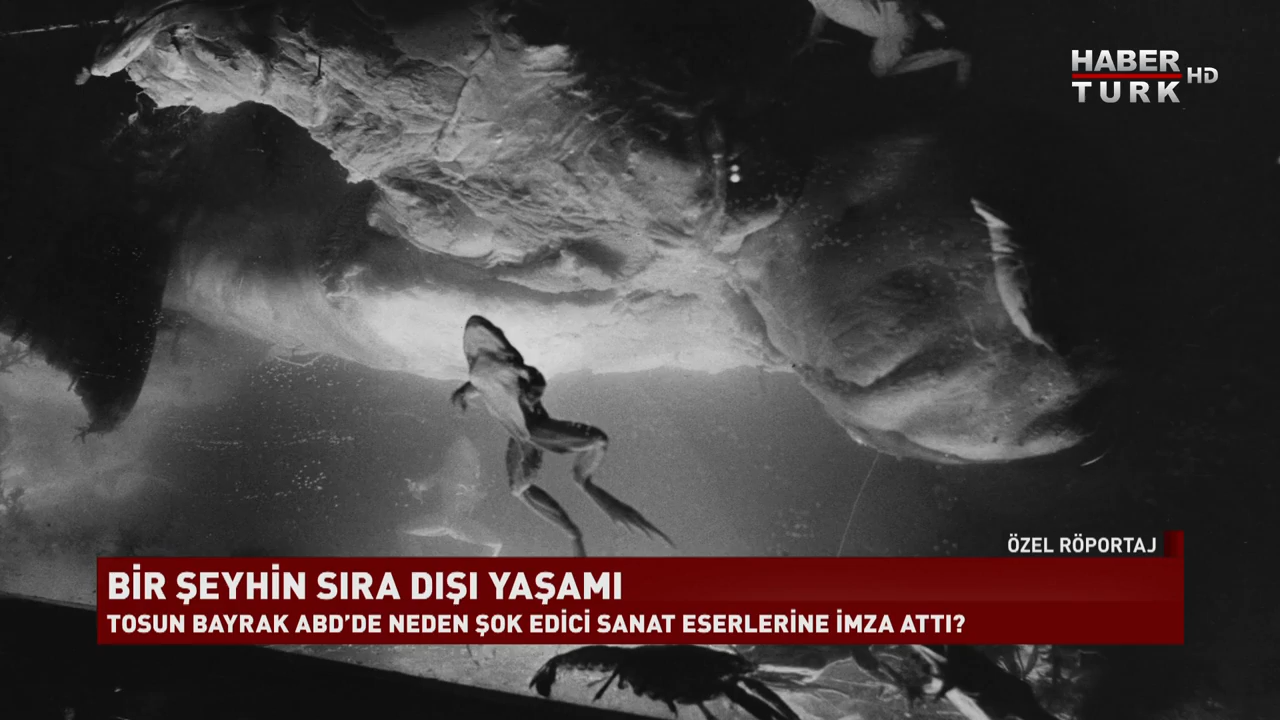 HABER
TURK HD
ÖZEL RÖPORTAJ
BİR ŞEYHİN SIRA DIŞI YAŞAMI
TOSUN BAYRAK ABD'DE NEDEN ŞOK EDİCİ SANAT ESERLERİNE İMZA ATTI?